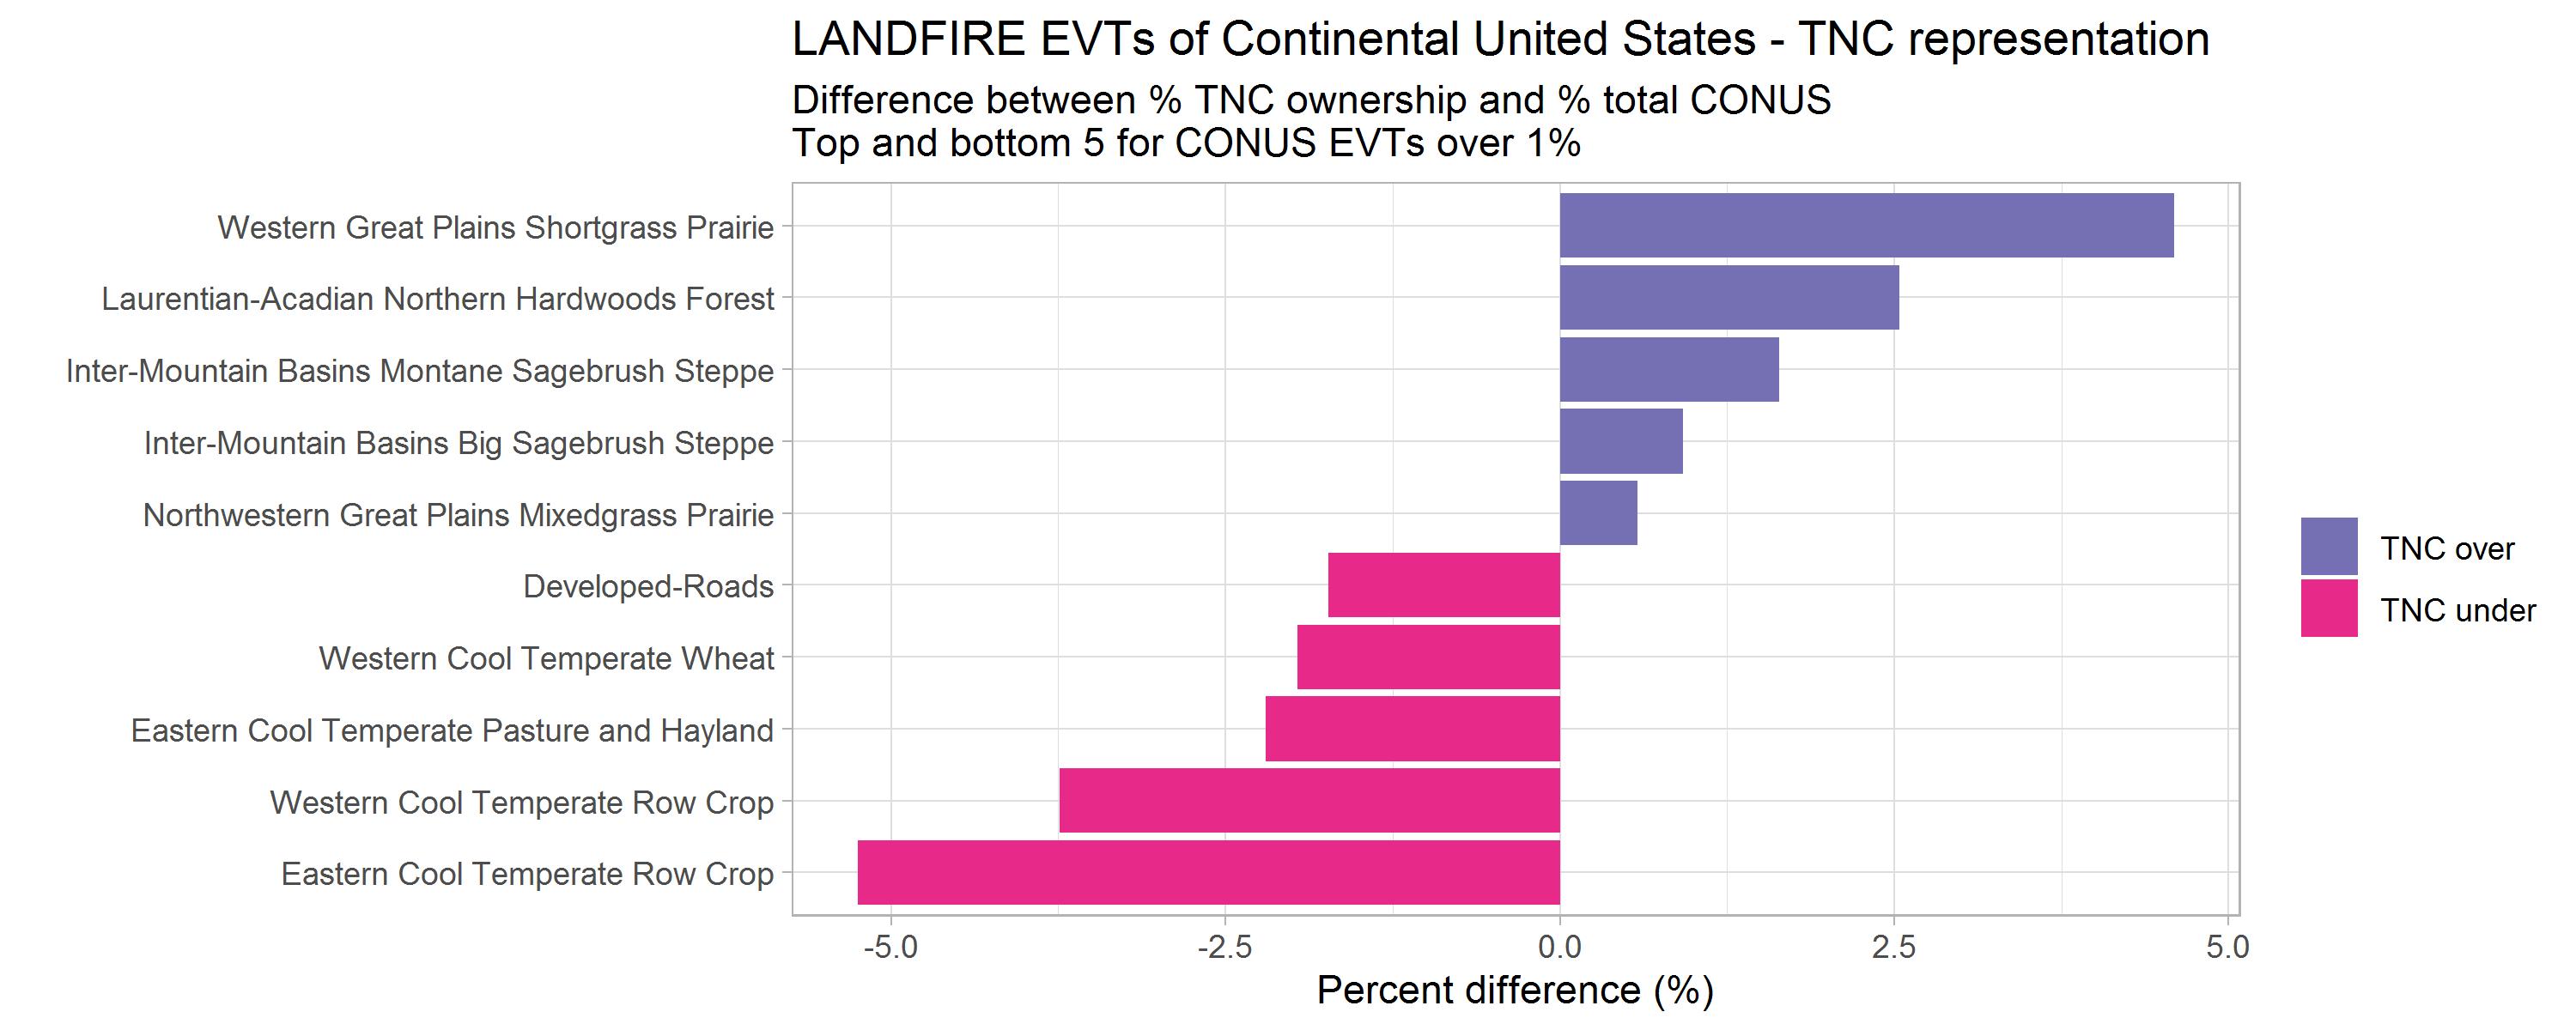 LANDFIRE EVTs of Continental United States - TNC representation
Difference between % TNC ownership and % total CONUS
Top and bottom 5 for CONUS EVTs over 1%
Western Great Plains Shortgrass Prairie
Laurentian-Acadian Northern Hardwoods Forest
Inter-Mountain Basins Montane Sagebrush Steppe
Inter-Mountain Basins Big Sagebrush Steppe
Northwestern Great Plains Mixedgrass Prairie
Developed-Roads
Western Cool Temperate Wheat
Eastern Cool Temperate Pasture and Hayland
Western Cool Temperate Row Crop
Eastern Cool Temperate Row Crop
-5.0 -2.5 0.0 2.5 5.0
Percent difference (%)
TNC over
TNC under